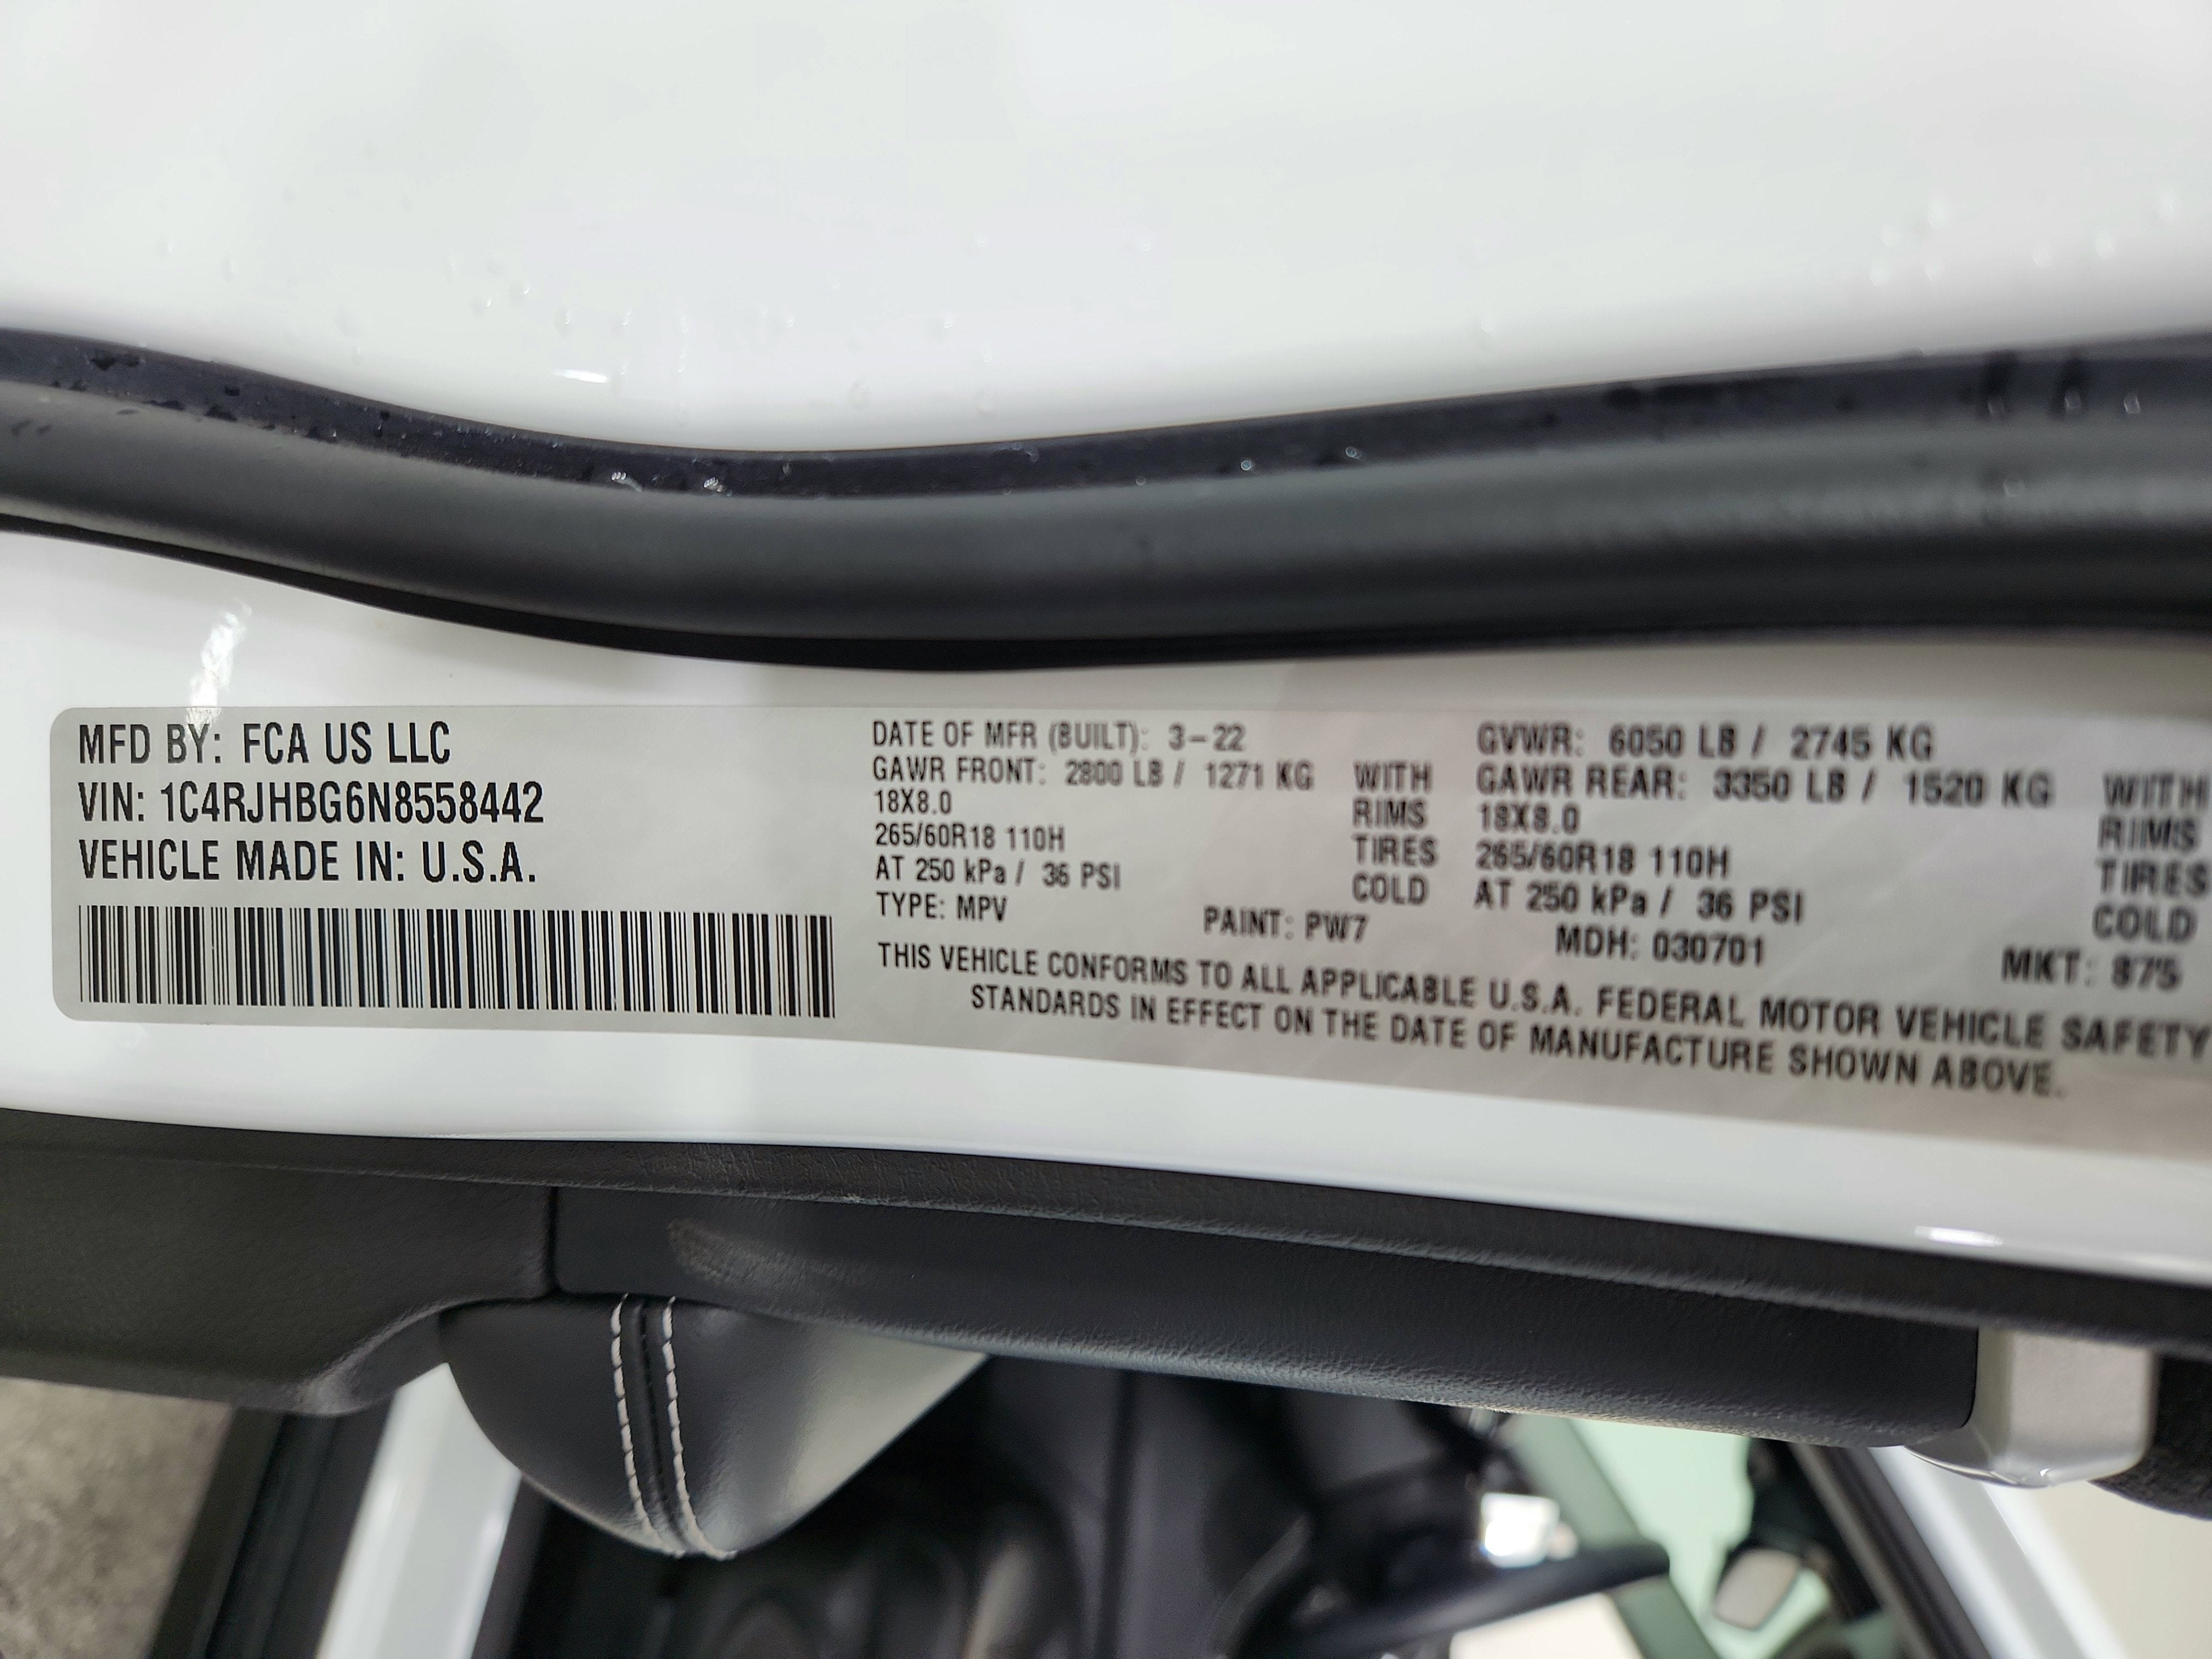 MFD BY: FCA US LLC
VIN: 1C4RJHBG6N8558442
VEHICLE MADE IN: U.S.A.
DATE OF MFR (BUILT): 3-22
GAWR FRONT: 2800 LB / 1271 KG WITH
18X8.0 RIMS
265/60R18 110H TIRES
AT 250 kPa / 36 PSI COLD
GVWR: 6050 LB / 2745 KG
GAWR REAR: 3350 LB / 1520 KG WITH
18X8.0 RIMS
265/60R18 110H TIRES
AT 250 kPa / 36 PSI COLD
TYPE: MPV PAINT: PW7 MDH: 030701 MKT: 875
THIS VEHICLE CONFORMS TO ALL APPLICABLE U.S.A. FEDERAL MOTOR VEHICLE SAFETY
STANDARDS IN EFFECT ON THE DATE OF MANUFACTURE SHOWN ABOVE.